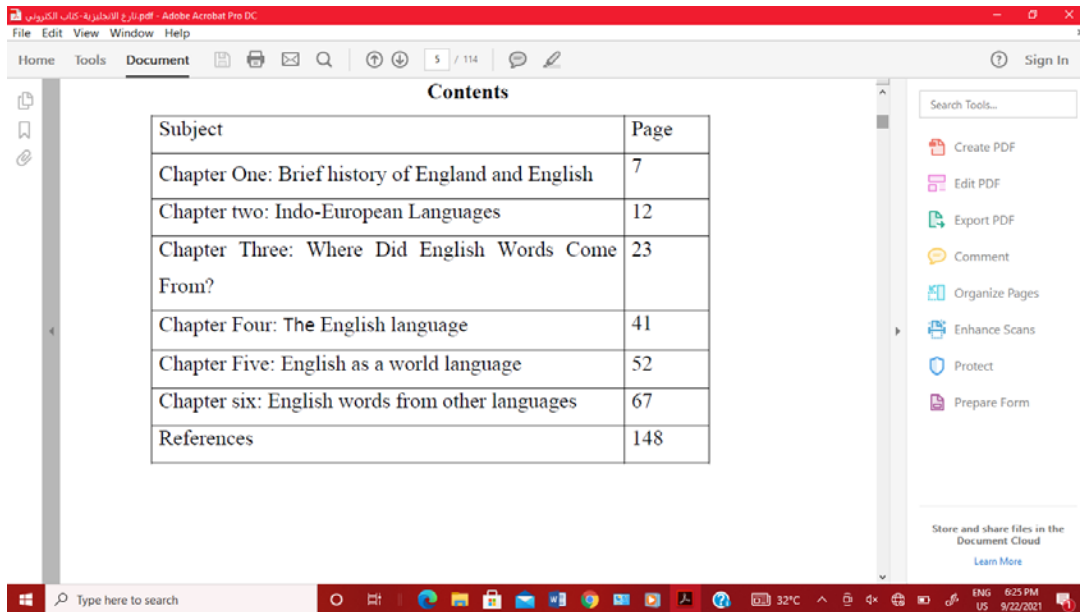 تارخ الانجليزية-كتاب الكتروني.pdf - Adobe Acrobat Pro DC
File Edit View Window Help
Home Tools Document 5 / 114 Sign In
Contents
Subject Page
Chapter One: Brief history of England and English 7
Chapter two: Indo-European Languages 12
Chapter Three: Where Did English Words Come 23
From?
Chapter Four: The English language 41
Chapter Five: English as a world language 52
Chapter six: English words from other languages 67
References 148
Search Tools...
Create PDF
Edit PDF
Export PDF
Comment
Organize Pages
Enhance Scans
Protect
Prepare Form
Store and share files in the
Document Cloud
Learn More
Type here to search
32°C
ENG 6:25 PM
US 9/22/2021